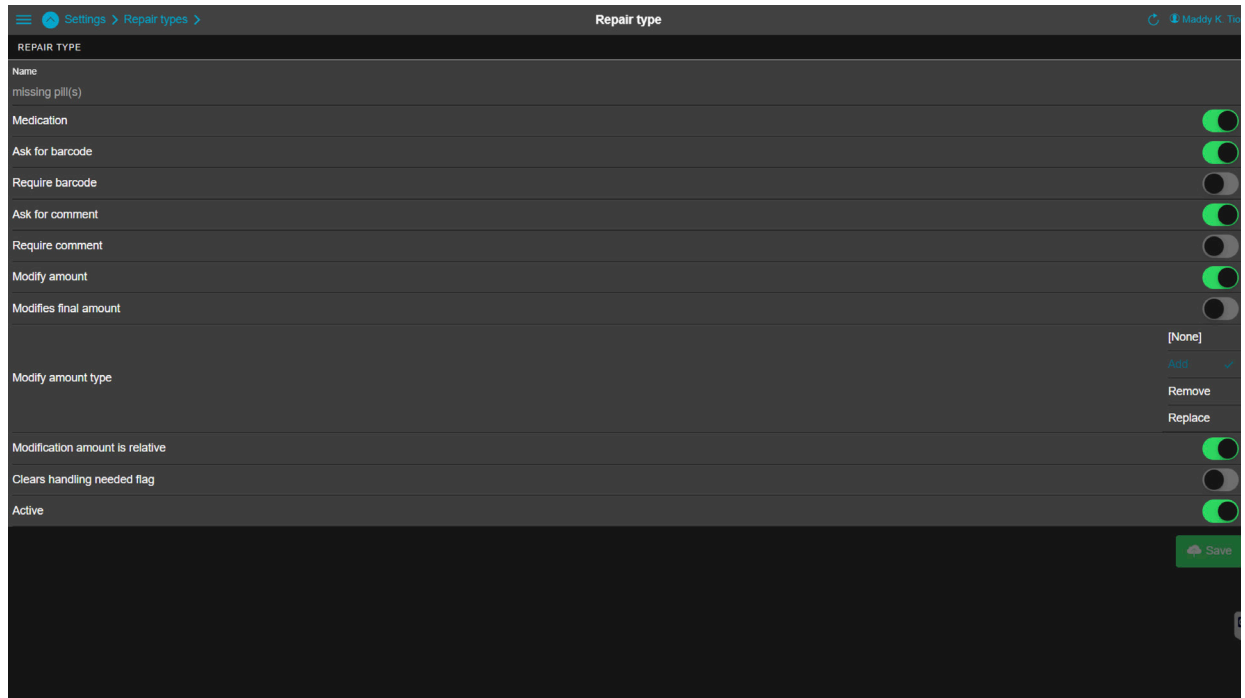 Settings > Repair types >
Repair type
Maddy K. Tio
REPAIR TYPE
Name
missing pill(s)
Medication
Ask for barcode
Require barcode
Ask for comment
Require comment
Modify amount
Modifies final amount
Modify amount type
[None]
Add
Remove
Replace
Modification amount is relative
Clears handling needed flag
Active
Save